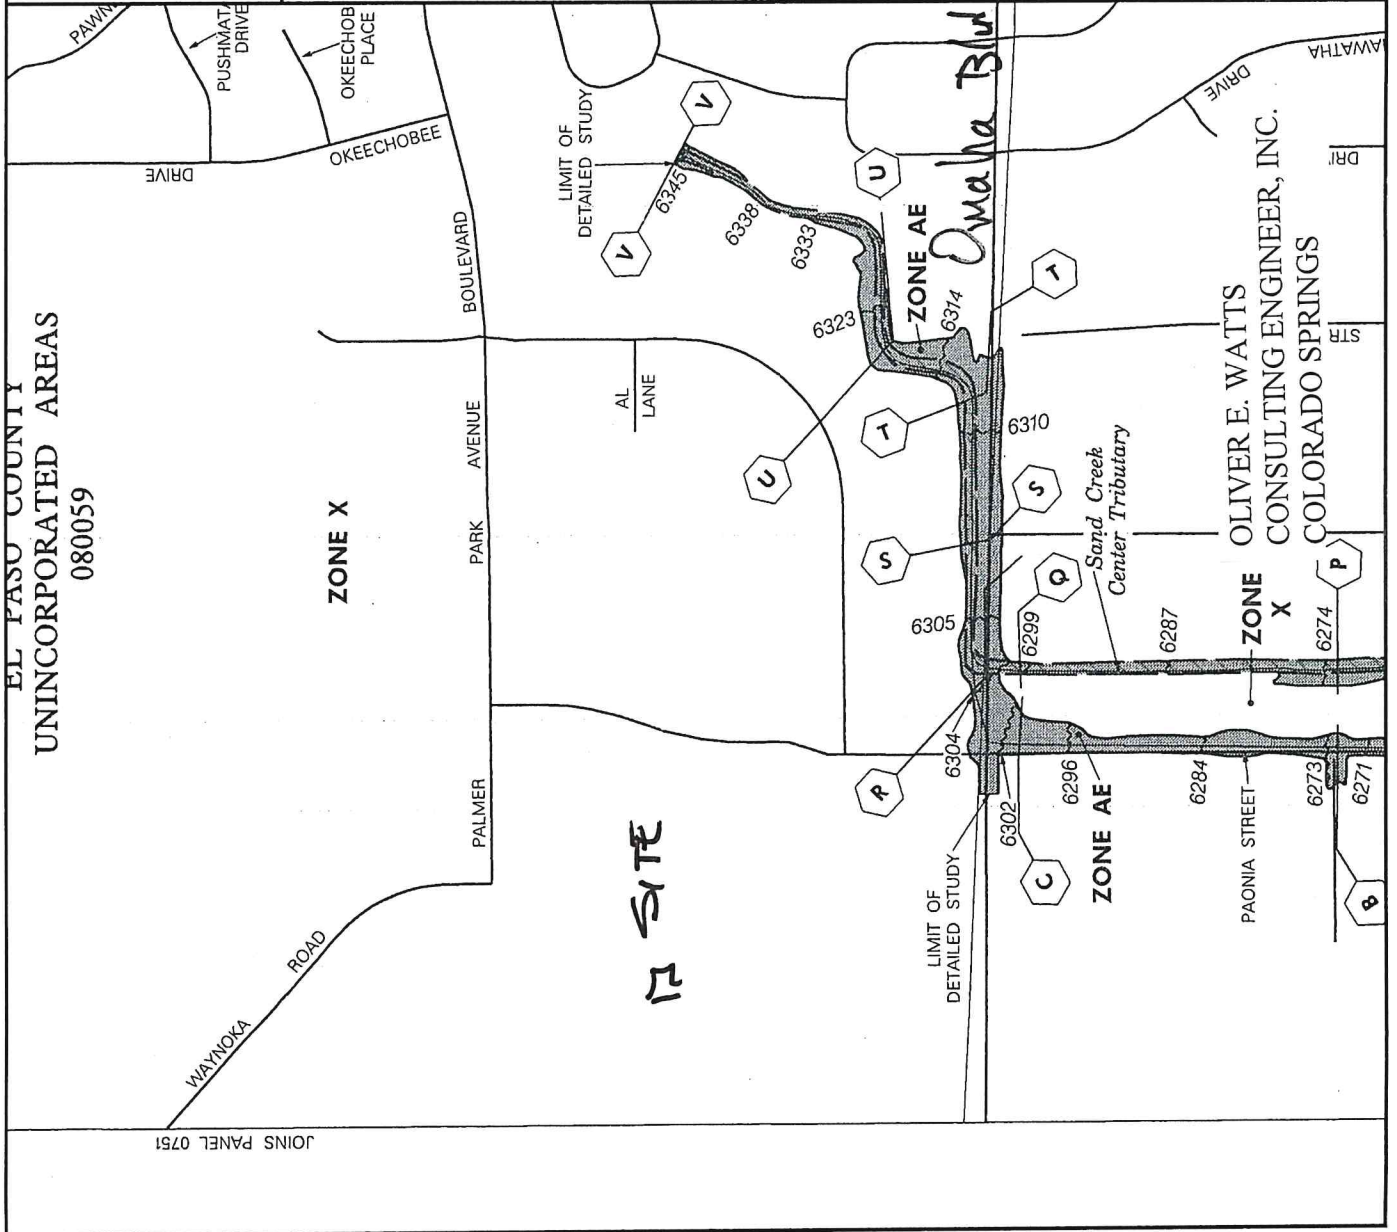 EL PASO COUNTY
UNINCORPORATED AREAS
080059
PUSHMATA
DRIVE
OKEECHOB
PLACE
DRIVE
OKEECHOBEE
BOULEVARD
PARK AVENUE
PALMER
WAYNOKA
ROAD
JOINS PANEL 0751
ZONE X
AL
LANE
SITE
LIMIT OF
DETAILED STUDY
V
V
6345
6338
6333
U
ZONE AE
6323
6314
Omaha Blvd
T
T
U
6310
S
S
Sand Creek
Center Tributary
Q
6305
6299
6287
ZONE
X
6274
P
R
6304
6302
6296
ZONE AE
6284
6273
6271
LIMIT OF
DETAILED STUDY
C
PAONIA STREET
B
DRIVE
AWATHA
DRI
STR
OLIVER E. WATTS
CONSULTING ENGINEER, INC.
COLORADO SPRINGS